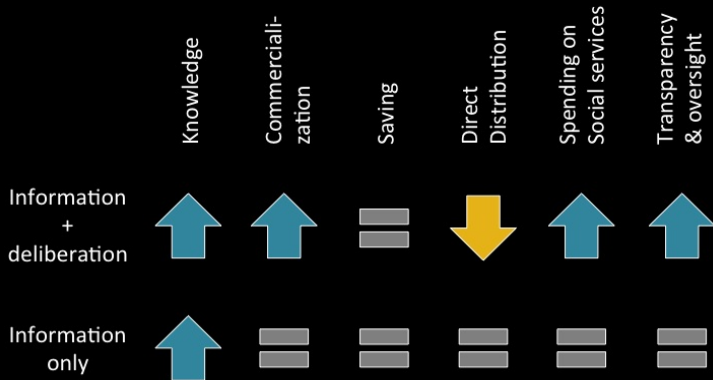 Knowledge
Commerciali-
zation
Saving
Direct
Distribution
Spending on
Social services
Transparency
& oversight
Information
+
deliberation
Information
only